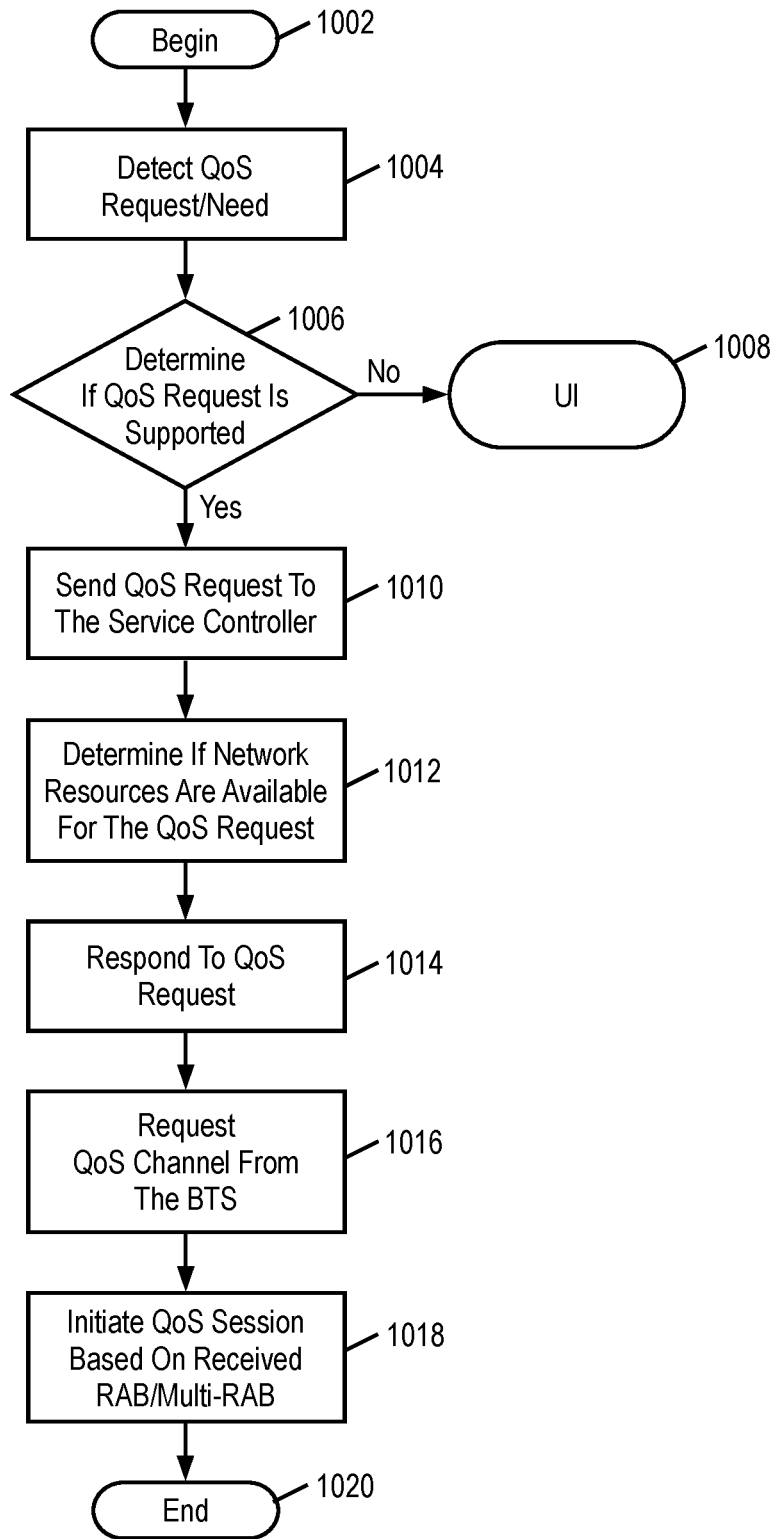 Begin
1002
Detect QoS
Request/Need
1004
1006
Determine
If QoS Request Is
Supported
No
UI
1008
Yes
Send QoS Request To
The Service Controller
1010
Determine If Network
Resources Are Available
For The QoS Request
1012
Respond To QoS
Request
1014
Request
QoS Channel From
The BTS
1016
Initiate QoS Session
Based On Received
RAB/Multi-RAB
1018
End
1020